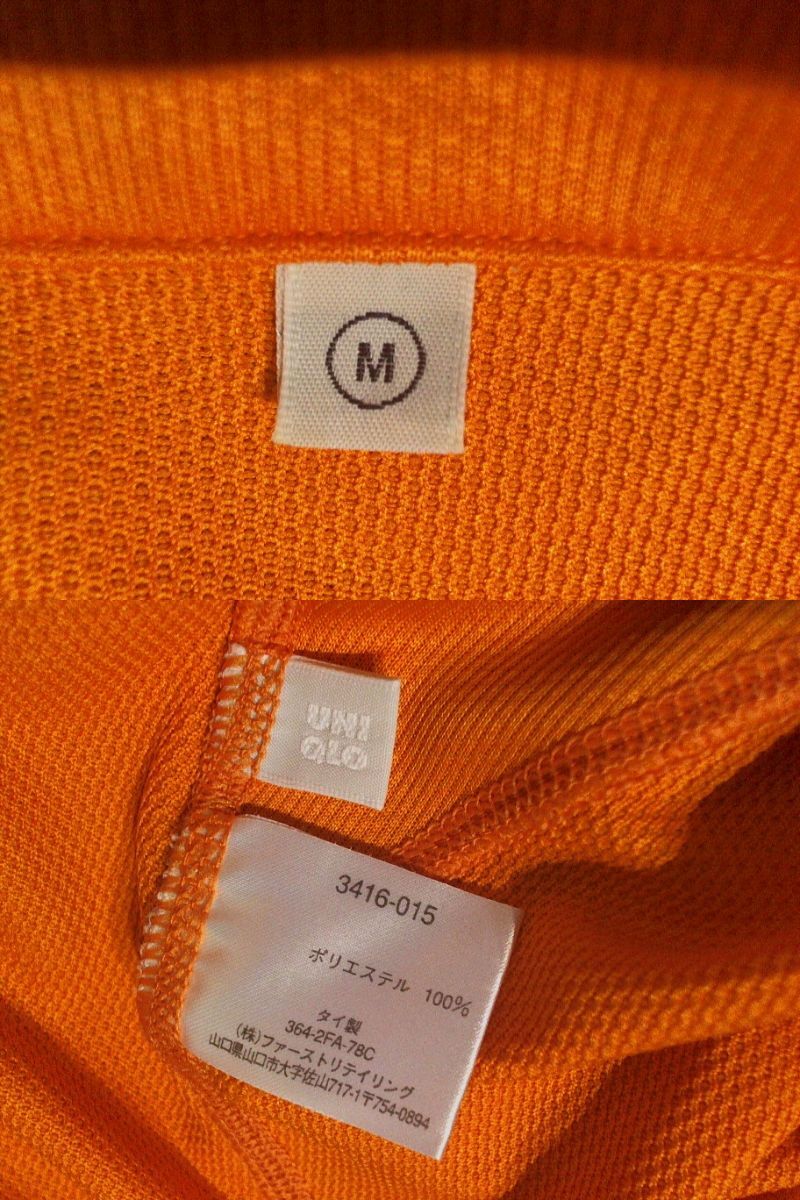 M
UNI
QLO
3416-015
ポリエステル 100%
タイ製
364-2FA-78C
(株)ファーストリテイリング
山口県山口市大字佐山717-1〒754-0894